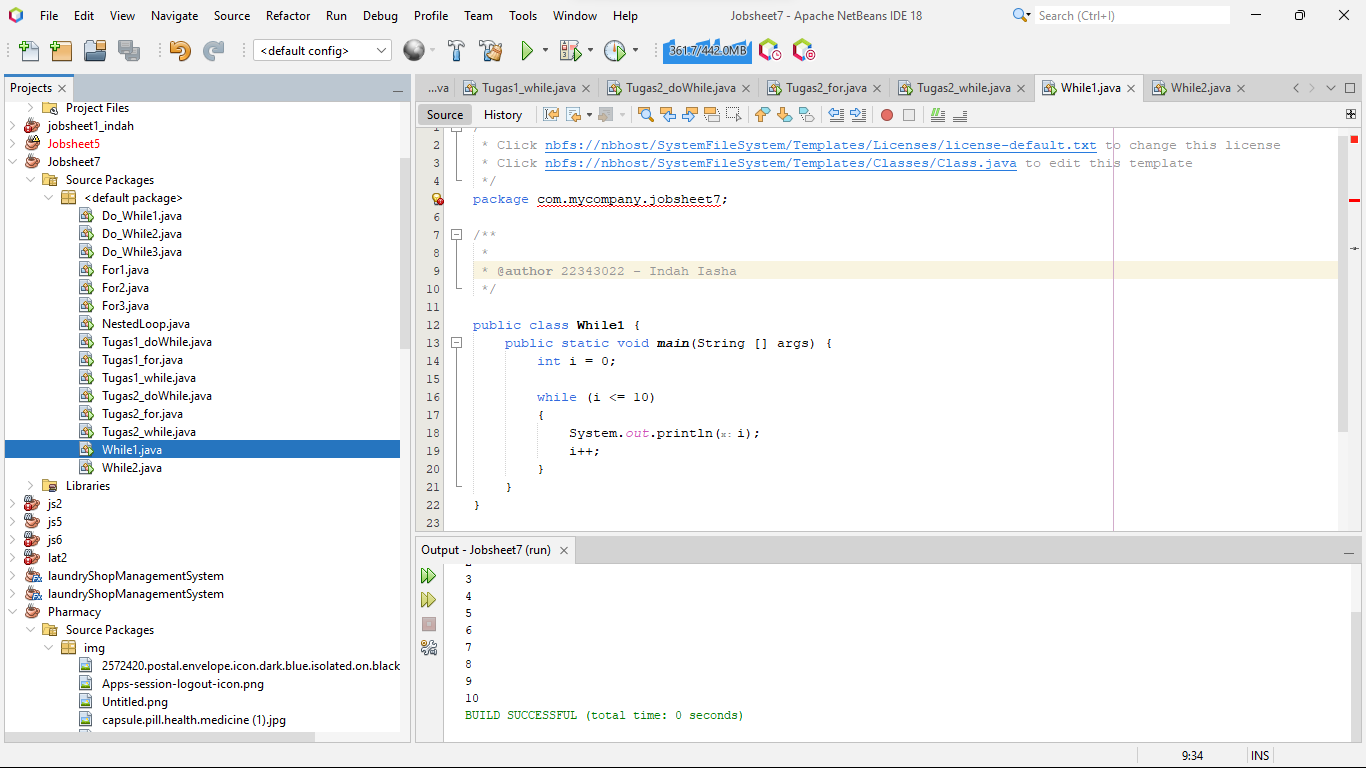 File Edit View Navigate Source Refactor Run Debug Profile Team Tools Window Help
Jobsheet7 - Apache NetBeans IDE 18
Search (Ctrl+I)
<default config>
361.7/442.0MB
Projects
Project Files
jobsheet1_indah
Jobsheet5
Jobsheet7
Source Packages
<default package>
Do_While1.java
Do_While2.java
Do_While3.java
For1.java
For2.java
For3.java
NestedLoop.java
Tugas1_doWhile.java
Tugas1_for.java
Tugas1_while.java
Tugas2_doWhile.java
Tugas2_for.java
Tugas2_while.java
While1.java
While2.java
Libraries
js2
js5
js6
lat2
laundryShopManagementSystem
laundryShopManagementSystem
Pharmacy
Source Packages
img
2572420.postal.envelope.icon.dark.blue.isolated.on.black
Apps-session-logout-icon.png
Untitled.png
capsule.pill.health.medicine (1).jpg
...va Tugas1_while.java Tugas2_doWhile.java Tugas2_for.java Tugas2_while.java While1.java While2.java
Source History
1 /*
2 * Click nbfs://nbhost/SystemFileSystem/Templates/Licenses/license-default.txt to change this license
3 * Click nbfs://nbhost/SystemFileSystem/Templates/Classes/Class.java to edit this template
4 */
package com.mycompany.jobsheet7;
6
7 /**
8 *
9 * @author 22343022 - Indah Iasha
10 */
11
12 public class While1 {
13 public static void main(String [] args) {
14 int i = 0;
15
16 while (i <= 10)
17 {
18 System.out.println(x: i);
19 i++;
20 }
21 }
22 }
23
Output - Jobsheet7 (run)
3
4
5
6
7
8
9
10
BUILD SUCCESSFUL (total time: 0 seconds)
9:34 INS